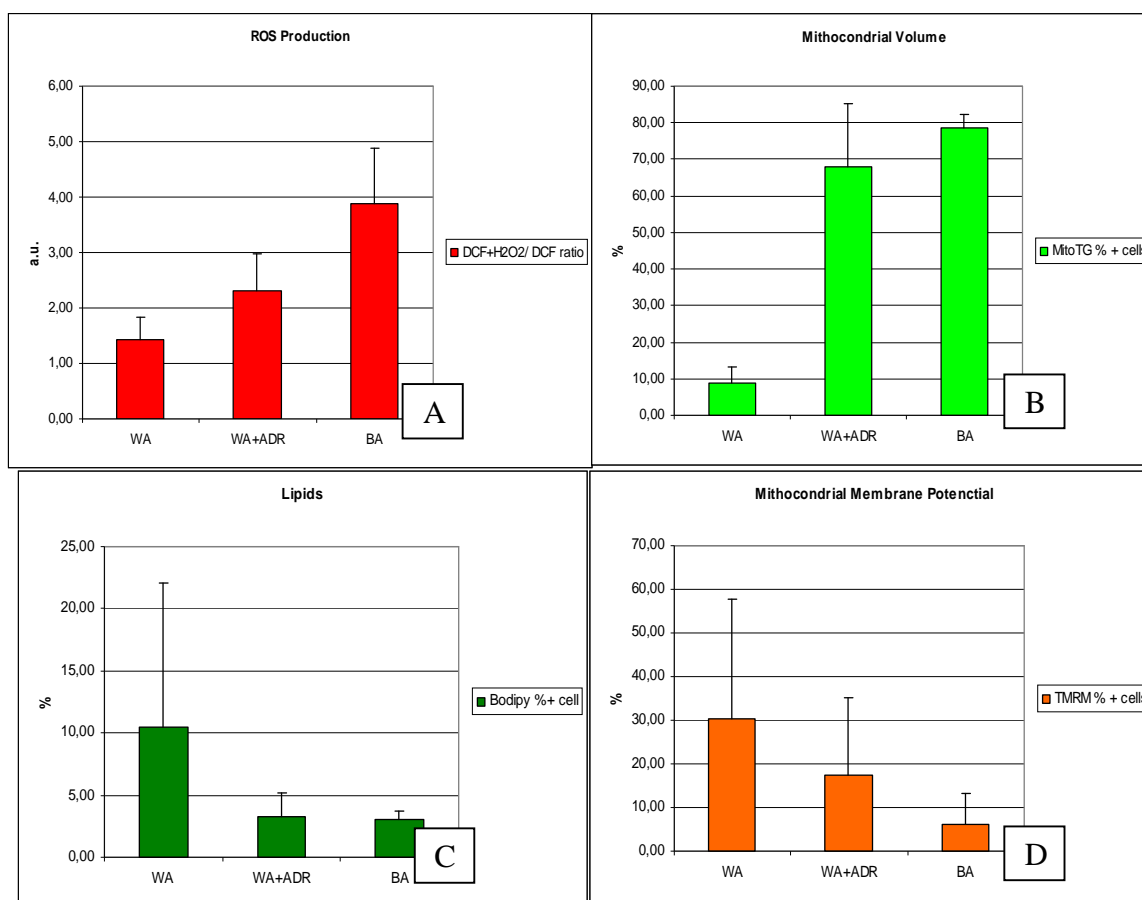 ROS Production
6,00
5,00
4,00
3,00
2,00
1,00
0,00
a.u.
WA
WA+ADR
BA
DCF+H2O2/ DCF ratio
A
Mithocondrial Volume
90,00
80,00
70,00
60,00
50,00
40,00
30,00
20,00
10,00
0,00
%
WA
WA+ADR
BA
MitoTG % + cells
B
Lipids
25,00
20,00
15,00
10,00
5,00
0,00
%
WA
WA+ADR
BA
Bodipy %+ cell
C
Mithocondrial Membrane Potenctial
70,00
60,00
50,00
40,00
30,00
20,00
10,00
0,00
%
WA
WA+ADR
BA
TMRM % + cells
D